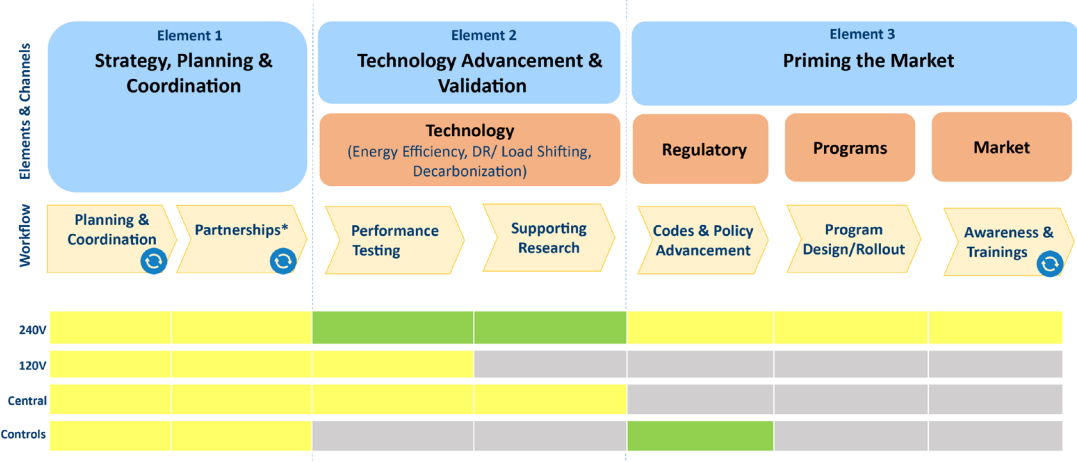 Elements & Channels
Element 1
Strategy, Planning &
Coordination
Element 2
Technology Advancement &
Validation
Element 3
Priming the Market
Technology
(Energy Efficiency, DR/ Load Shifting,
Decarbonization)
Regulatory
Programs
Market
Workflow
Planning &
Coordination
Partnerships*
Performance
Testing
Supporting
Research
Codes & Policy
Advancement
Program
Design/Rollout
Awareness &
Trainings
240V
120V
Central
Controls